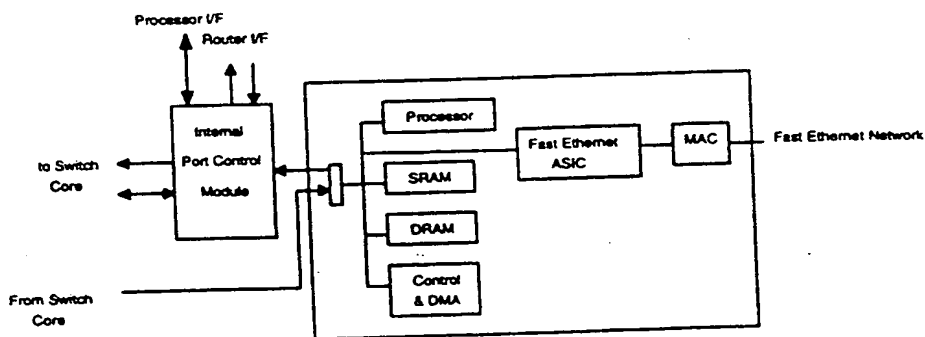 Processor I/F
Router I/F
Internal
Port Control
Module
to Switch
Core
From Switch
Core
Processor
SRAM
DRAM
Control
& DMA
Fast Ethernet
ASIC
MAC
Fast Ethernet Network